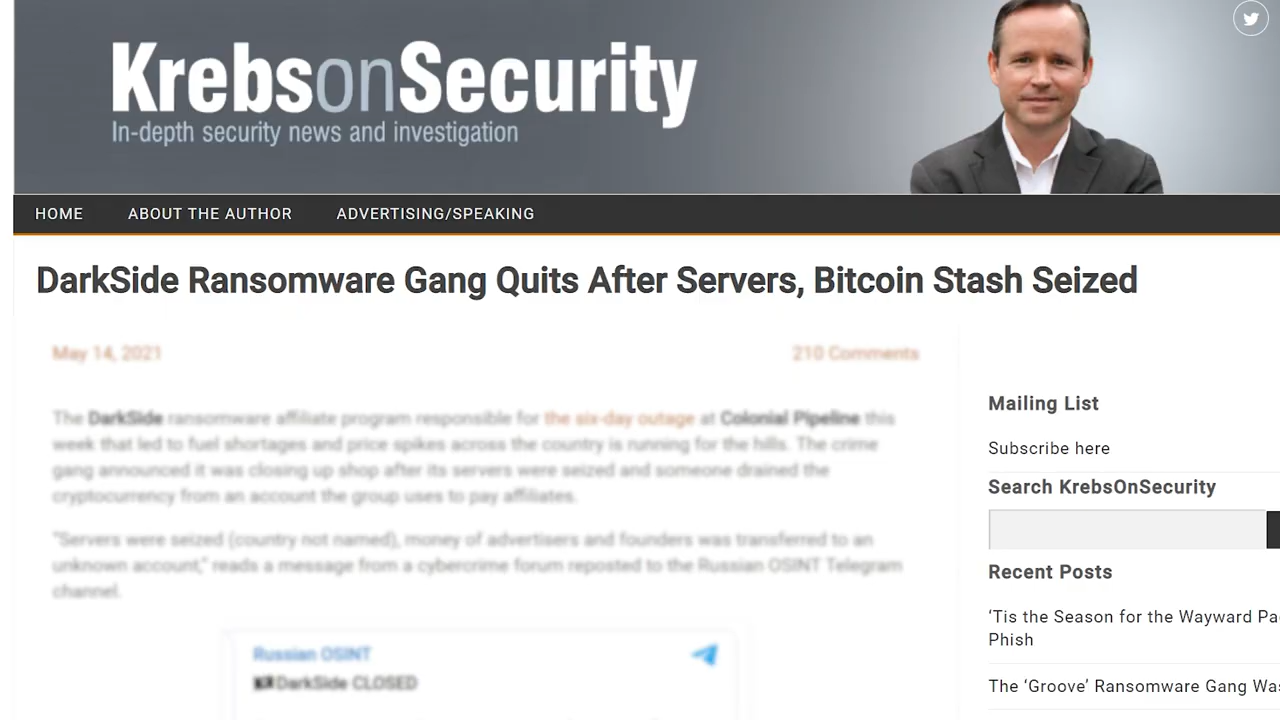 KrebsonSecurity
In-depth security news and investigation
HOME ABOUT THE AUTHOR ADVERTISING/SPEAKING
DarkSide Ransomware Gang Quits After Servers, Bitcoin Stash Seized
May 14, 2021 210 Comments
The DarkSide ransomware affiliate program responsible for the six-day outage at Colonial Pipeline this
week that led to fuel shortages and price spikes across the country is running for the hills. The crime
gang announced it was closing up shop after its servers were seized and someone drained the
cryptocurrency from an account the group uses to pay affiliates.
"Servers were seized (country not named), money of advertisers and founders was transferred to an
unknown account," reads a message from a cybercrime forum reposted to the Russian OSINT Telegram
channel.
Russian OSINT
DarkSide CLOSED
Mailing List
Subscribe here
Search KrebsOnSecurity
Recent Posts
‘Tis the Season for the Wayward Pa
Phish
The ‘Groove’ Ransomware Gang Was